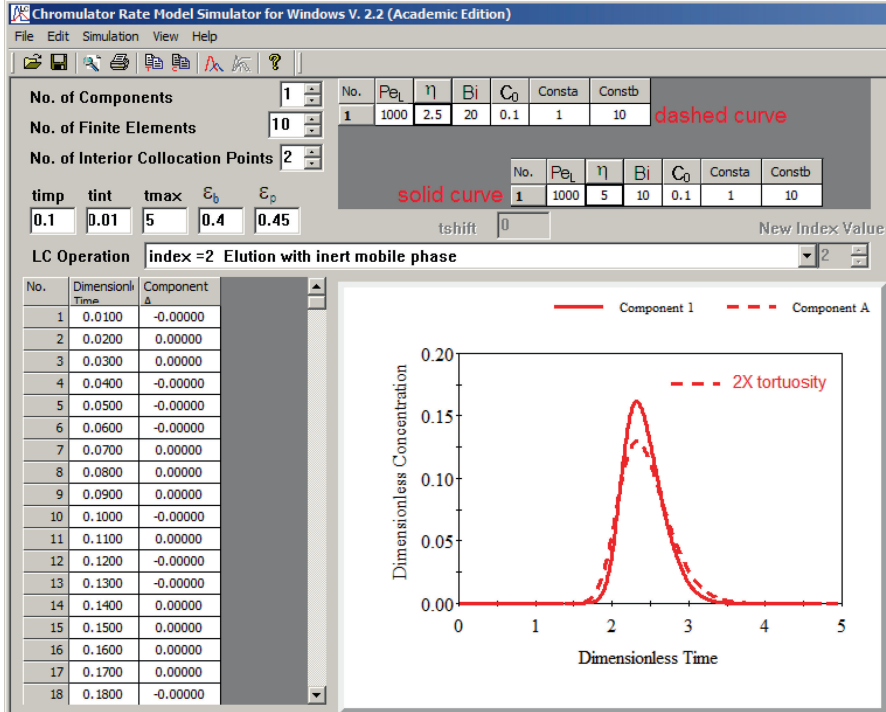 Chromulator Rate Model Simulator for Windows V. 2.2 (Academic Edition)
File Edit Simulation View Help
No. of Components 1
No. of Finite Elements 10
No. of Interior Collocation Points 2
No. Pe_L η Bi C_0 Consta Constb
1 1000 2.5 20 0.1 1 10 dashed curve
No. Pe_L η Bi C_0 Consta Constb
solid curve 1 1000 5 10 0.1 1 10
timp tint tmax ε_b ε_p
0.1 0.01 5 0.4 0.45
tshift 0 New Index Value
LC Operation index =2 Elution with inert mobile phase 2
No. Dimensionl Component
Time A
1 0.0100 -0.00000
2 0.0200 0.00000
3 0.0300 0.00000
4 0.0400 -0.00000
5 0.0500 -0.00000
6 0.0600 -0.00000
7 0.0700 0.00000
8 0.0800 0.00000
9 0.0900 0.00000
10 0.1000 -0.00000
11 0.1100 0.00000
12 0.1200 -0.00000
13 0.1300 -0.00000
14 0.1400 0.00000
15 0.1500 0.00000
16 0.1600 0.00000
17 0.1700 0.00000
18 0.1800 -0.00000
Component 1 Component A
2X tortuosity
Dimensionless Concentration
0.20
0.15
0.10
0.05
0.00
0 1 2 3 4 5
Dimensionless Time